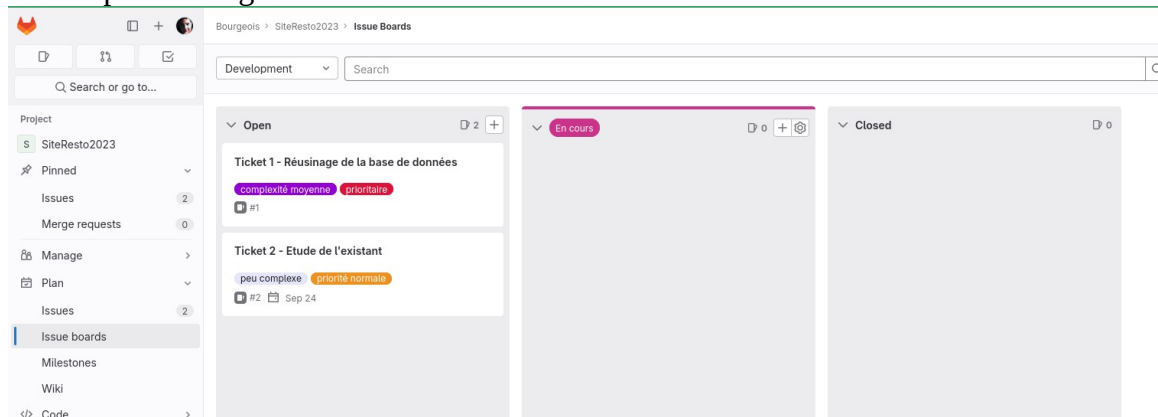 Bourgeois > SiteResto2023 > Issue Boards
Development
Search
Search or go to...
Project
S SiteResto2023
Pinned
Issues 2
Merge requests 0
Manage
Plan
Issues 2
Issue boards
Milestones
Wiki
Code
Open 2
Ticket 1 - Réusinage de la base de données
complexité moyenne prioritaire
#1
Ticket 2 - Etude de l'existant
peu complexe priorité normale
#2 Sep 24
En cours 0
Closed 0